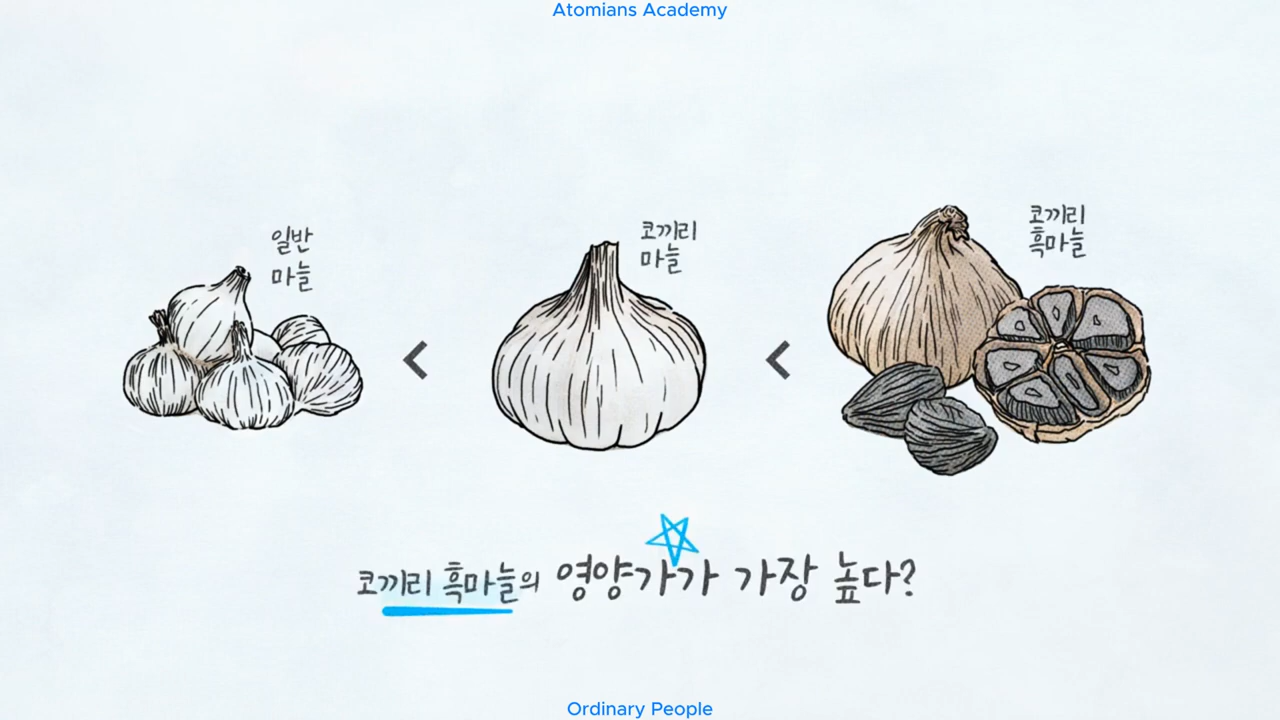 Atomians Academy
일반
마늘
<
코끼리
마늘
<
코끼리
흑마늘
코끼리 흑마늘의 영양가가 가장 높다?
Ordinary People